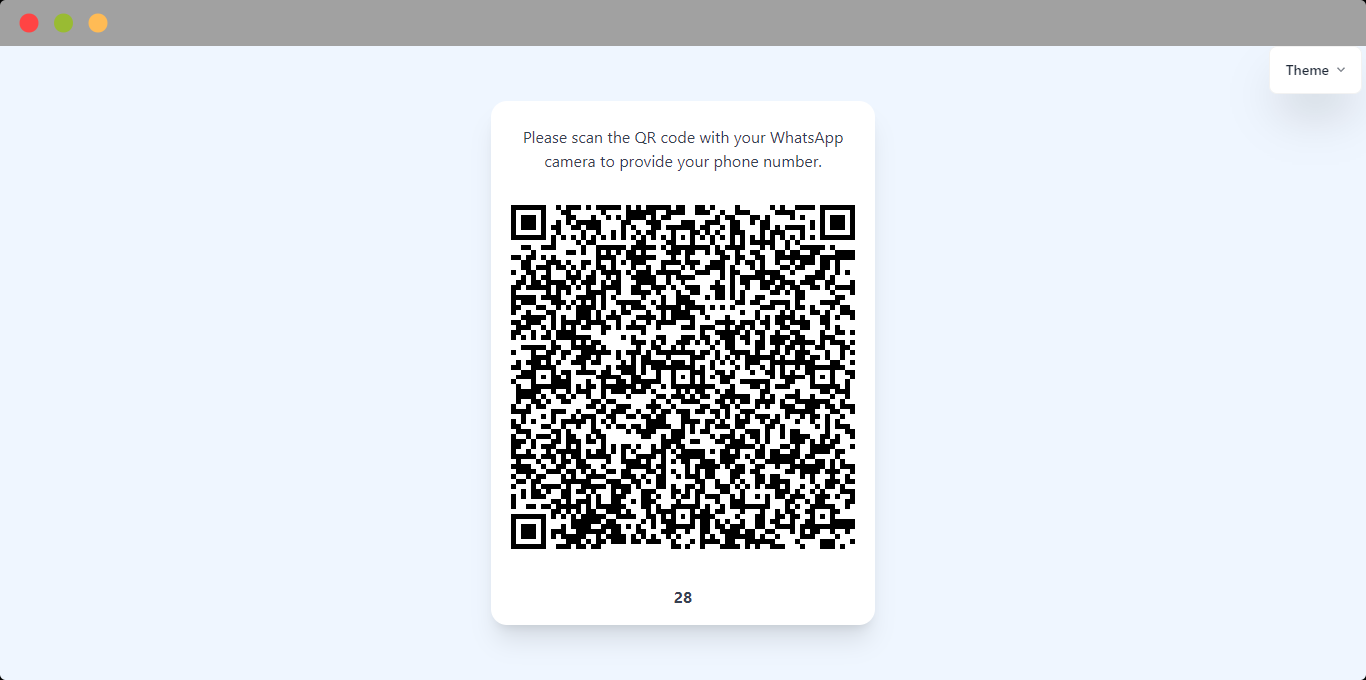 Theme
Please scan the QR code with your WhatsApp
camera to provide your phone number.
28